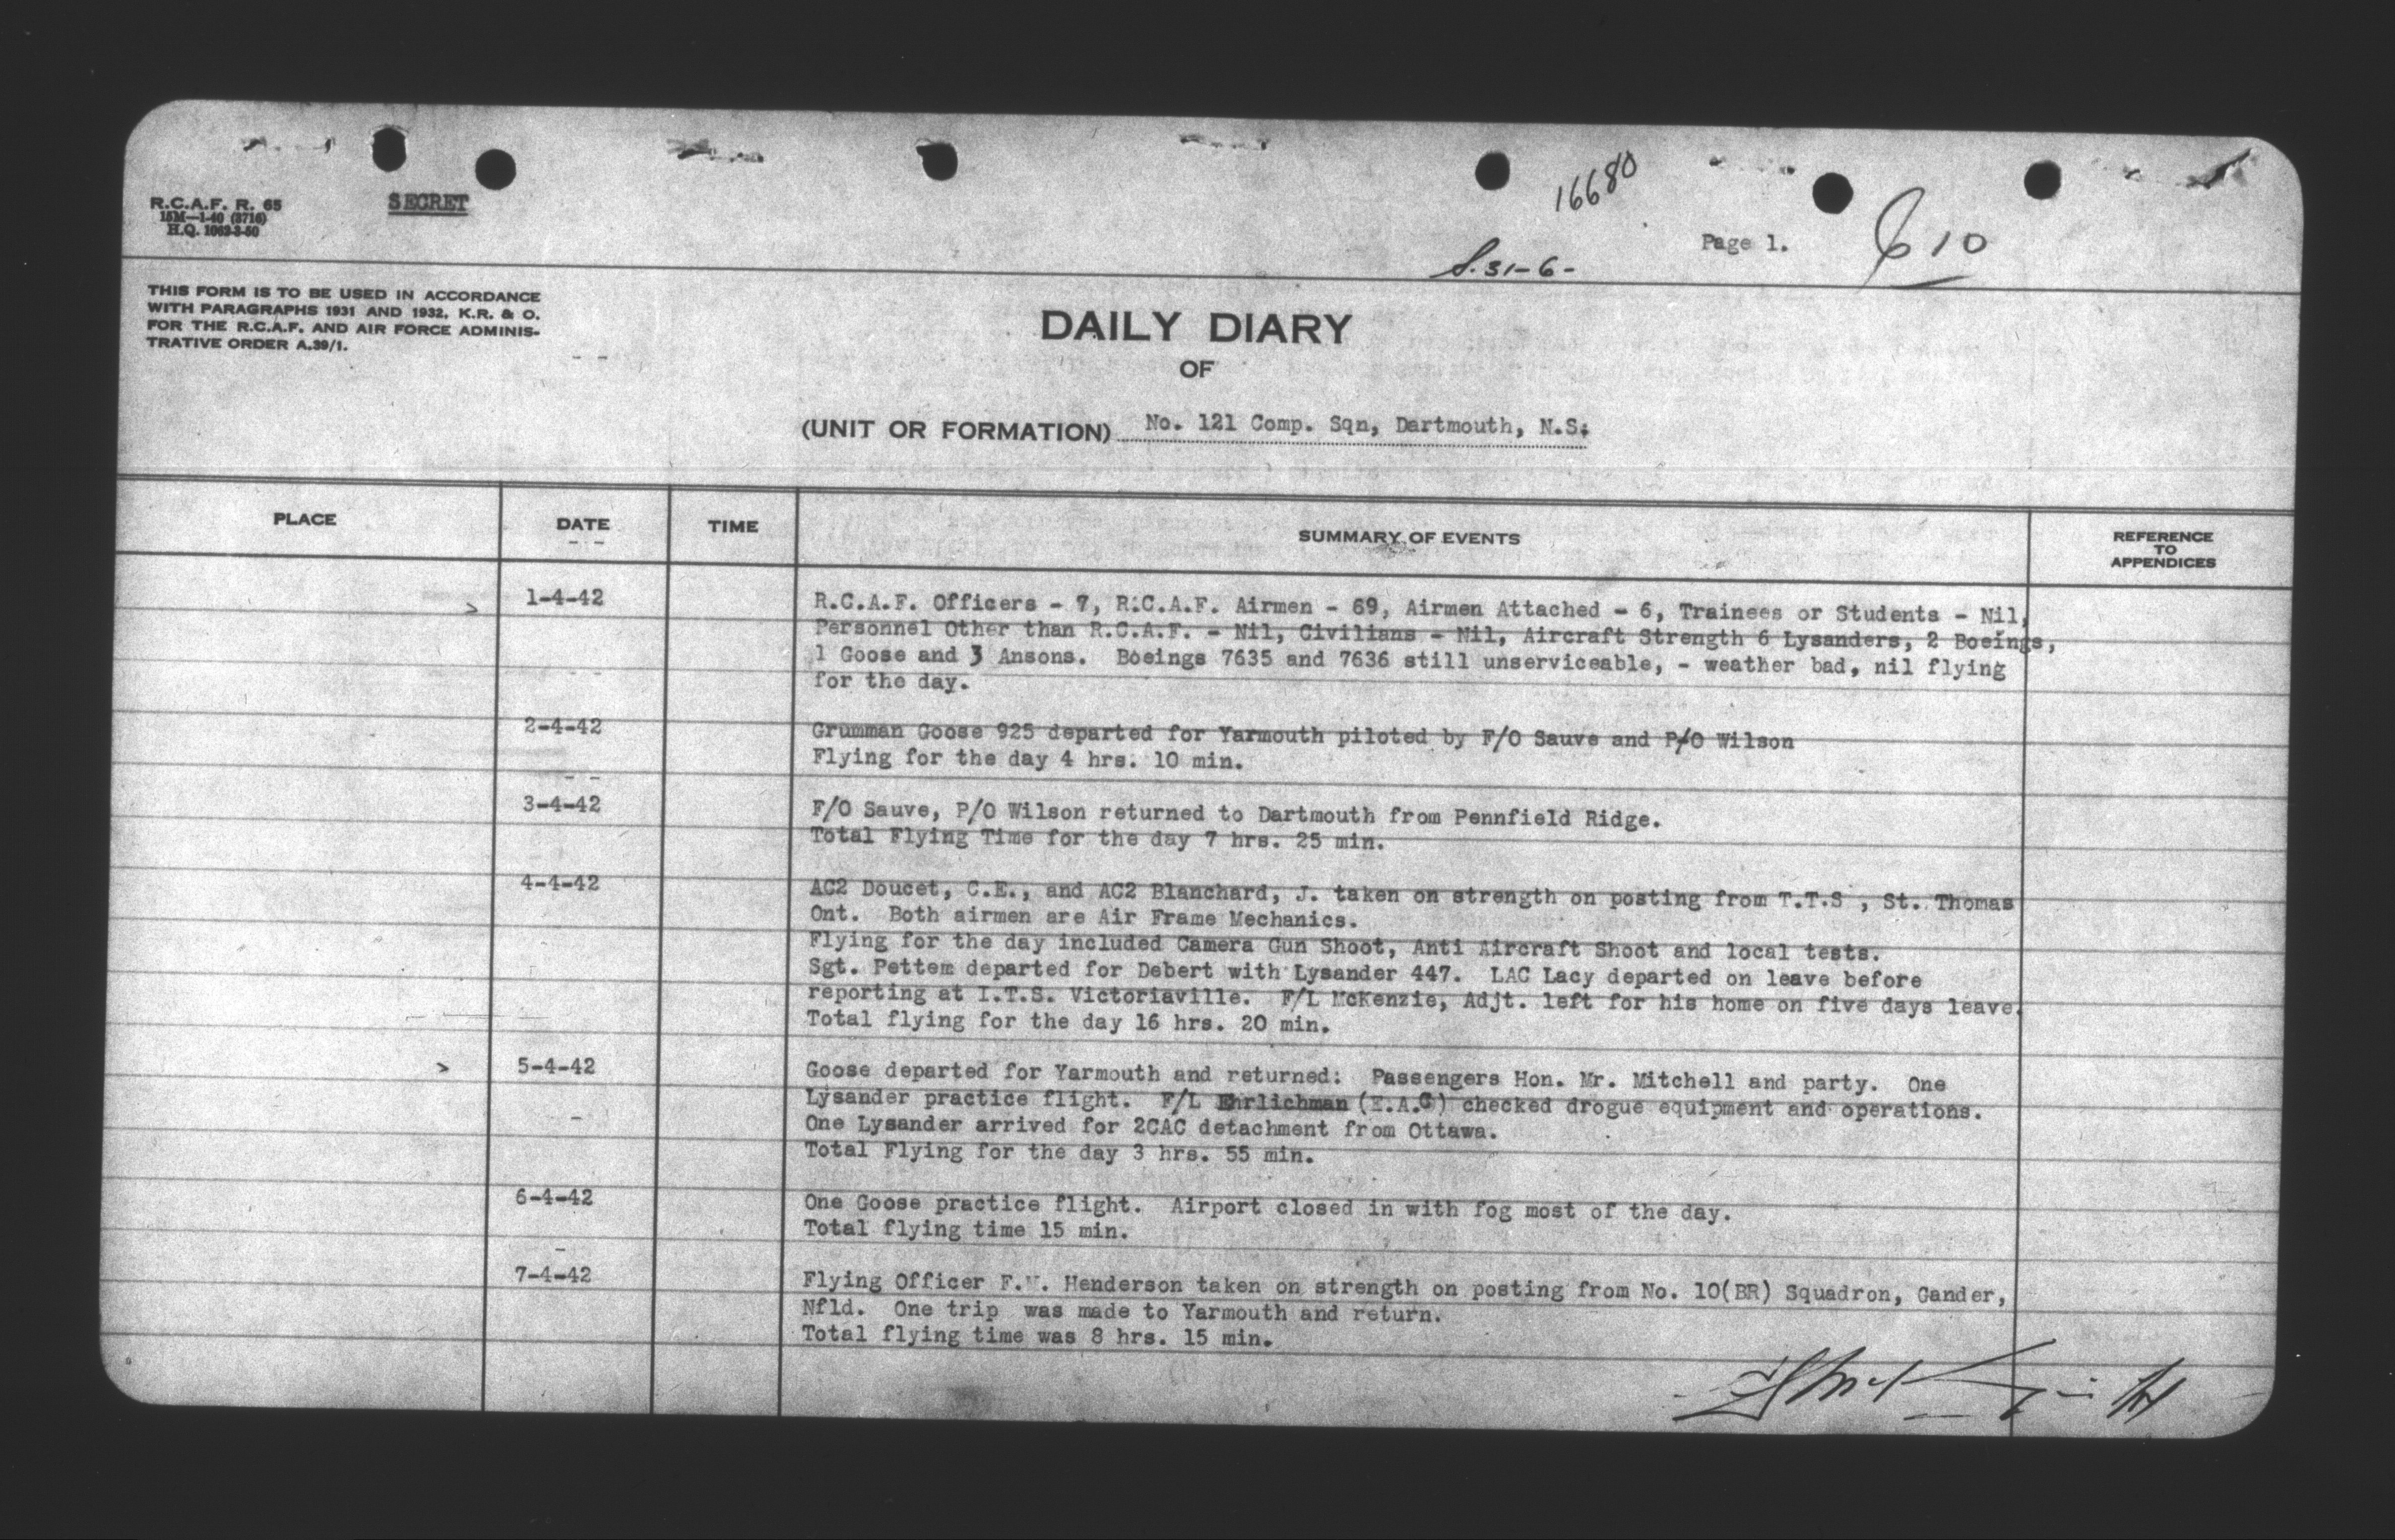 R.C.A.F. R. 65
15M—1-40 (3716)
H.Q. 1062-3-50
SECRET
16680
S.31-6-
Page 1.
610
THIS FORM IS TO BE USED IN ACCORDANCE
WITH PARAGRAPHS 1931 AND 1932, K.R. & O.
FOR THE R.C.A.F. AND AIR FORCE ADMINIS-
TRATIVE ORDER A.39/1.
DAILY DIARY
OF
(UNIT OR FORMATION) No. 121 Comp. Sqn, Dartmouth, N.S.
PLACE DATE TIME SUMMARY OF EVENTS REFERENCE TO APPENDICES
1-4-42 R.C.A.F. Officers - 7, R.C.A.F. Airmen - 69, Airmen Attached - 6, Trainees or Students - Nil,
Personnel Other than R.C.A.F. - Nil, Civilians - Nil, Aircraft Strength 6 Lysanders, 2 Boeings,
1 Goose and 3 Ansons. Boeings 7635 and 7636 still unserviceable, - weather bad, nil flying
for the day.
2-4-42 Grumman Goose 925 departed for Yarmouth piloted by F/O Sauve and P/O Wilson
Flying for the day 4 hrs. 10 min.
3-4-42 F/O Sauve, P/O Wilson returned to Dartmouth from Pennfield Ridge.
Total Flying Time for the day 7 hrs. 25 min.
4-4-42 AC2 Doucet, C.E., and AC2 Blanchard, J. taken on strength on posting from T.T.S , St. Thomas
Ont. Both airmen are Air Frame Mechanics.
Flying for the day included Camera Gun Shoot, Anti Aircraft Shoot and local tests.
Sgt. Pettem departed for Debert with Lysander 447. LAC Lacy departed on leave before
reporting at I.T.S. Victoriaville. F/L McKenzie, Adjt. left for his home on five days leave.
Total flying for the day 16 hrs. 20 min.
5-4-42 Goose departed for Yarmouth and returned: Passengers Hon. Mr. Mitchell and party. One
Lysander practice flight. F/L Ehrlichman (E.A.C) checked drogue equipment and operations.
One Lysander arrived for 2CAC detachment from Ottawa.
Total Flying for the day 3 hrs. 55 min.
6-4-42 One Goose practice flight. Airport closed in with fog most of the day.
Total flying time 15 min.
7-4-42 Flying Officer Henderson taken on strength on posting from No. 10(BR) Squadron, Gander,
Nfld. One trip was made to Yarmouth and return.
Total flying time was 8 hrs. 15 min.